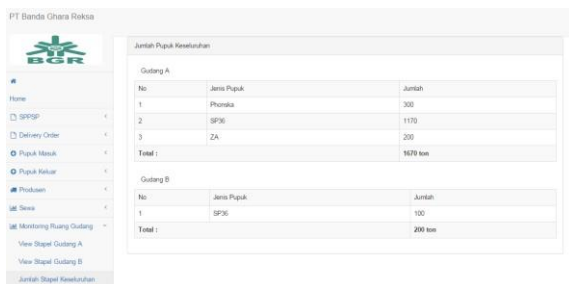 PT Banda Ghara Reksa
BGR
Home
SPPSP
Delivery Order
Pupuk Masuk
Pupuk Keluar
Produsen
Sewa
Monitoring Ruang Gudang
View Stapel Gudang A
View Stapel Gudang B
Jumlah Stapel Keseluruhan
Jumlah Pupuk Keseluruhan
Gudang A
No Jenis Pupuk Jumlah
1 Phonska 300
2 SP36 1170
3 ZA 200
Total : 1670 ton
Gudang B
No Jenis Pupuk Jumlah
1 SP36 100
Total : 200 ton